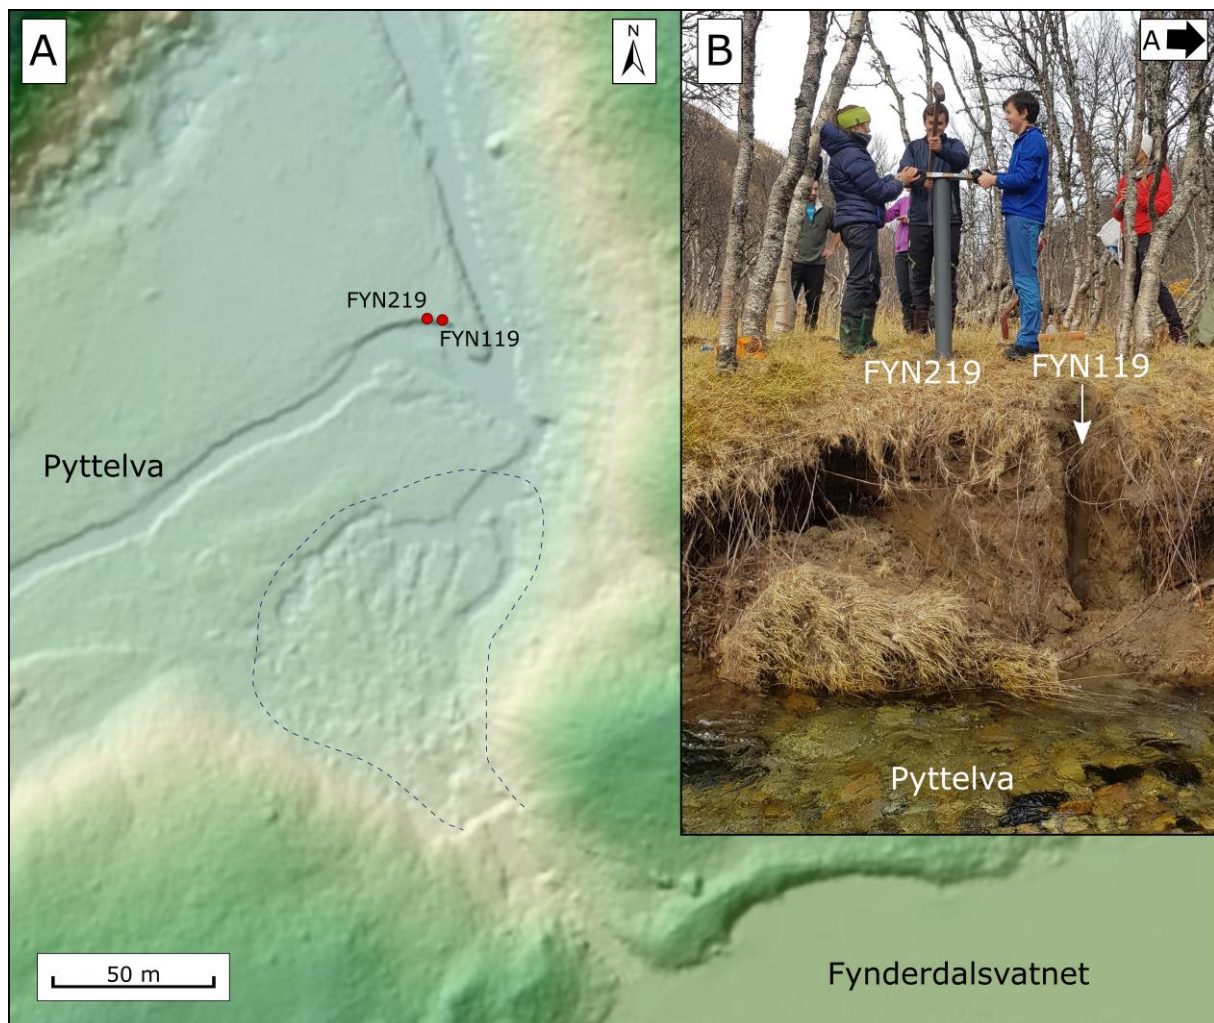 A
N
FYN219
FYN119
Pyttelva
50 m
Fynderdalsvatnet
B
A
FYN219
FYN119
Pyttelva